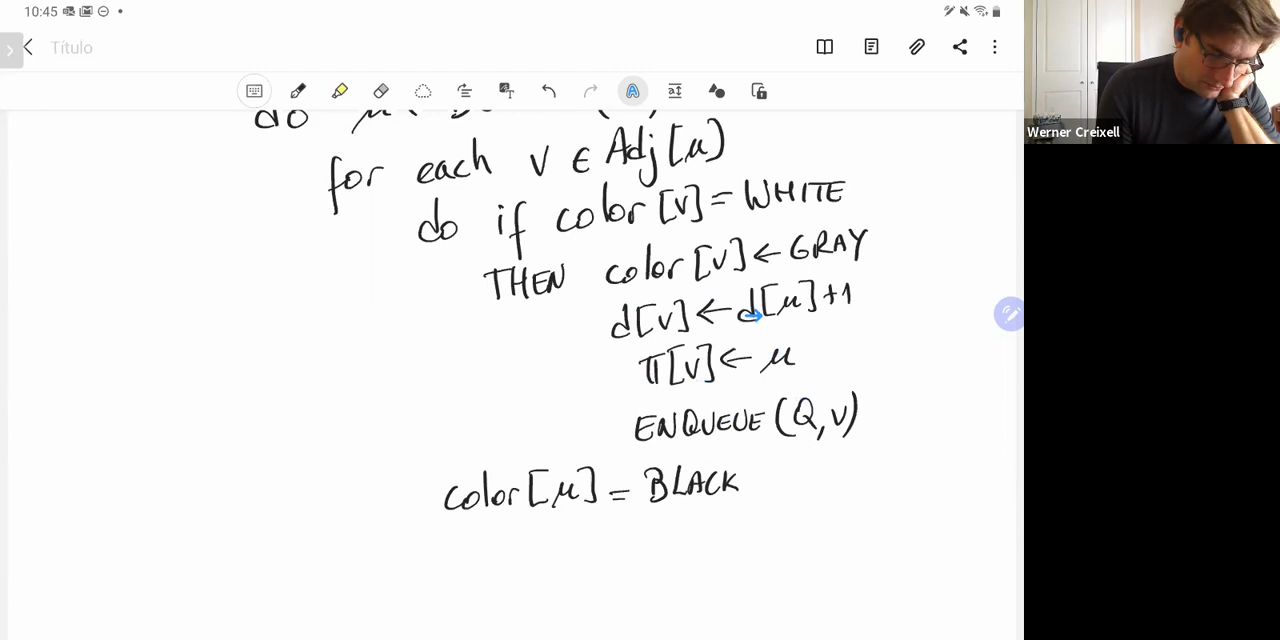 10:45
Título
Werner Creixell
do μ
for each v ∈ Adj[μ]
do if color[v] = WHITE
THEN color[v] ← GRAY
d[v] ← d[μ]+1
π[v] ← μ
ENQUEUE(Q,v)
color[μ] = BLACK